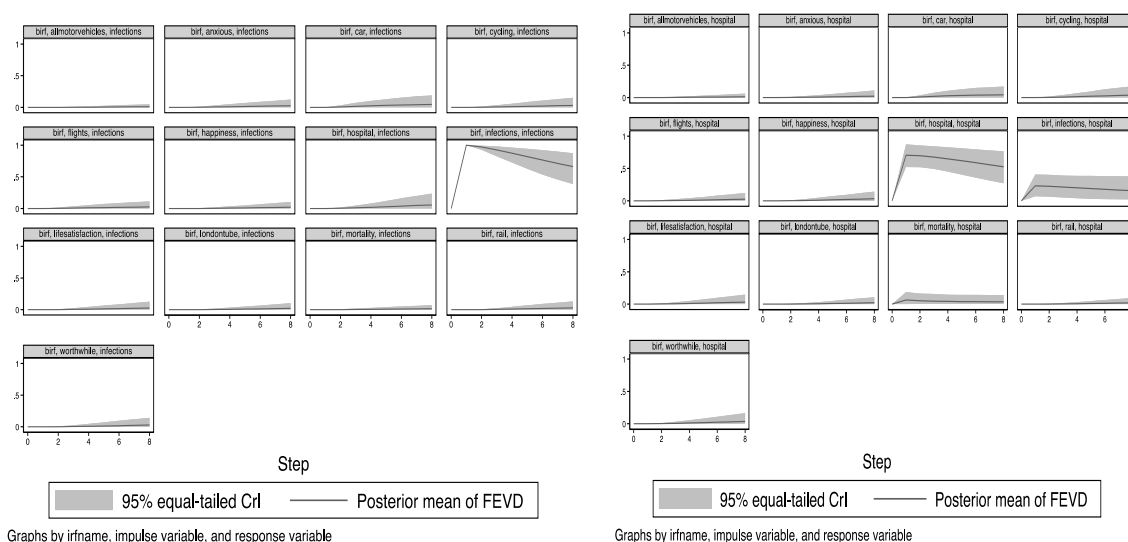 birf, allmotorvehicles, infections
birf, anxious, infections
birf, car, infections
birf, cycling, infections
1
.5
0
birf, flights, infections
birf, happiness, infections
birf, hospital, infections
birf, infections, infections
1
.5
0
birf, lifesatisfaction, infections
birf, londontube, infections
birf, mortality, infections
birf, rail, infections
1
.5
0
0 2 4 6 8
0 2 4 6 8
0 2 4 6 8
birf, worthwhile, infections
1
.5
0
0 2 4 6 8
Step
95% equal-tailed CrI
Posterior mean of FEVD
Graphs by irfname, impulse variable, and response variable
birf, allmotorvehicles, hospital
birf, anxious, hospital
birf, car, hospital
birf, cycling, hospital
1
.5
0
birf, flights, hospital
birf, happiness, hospital
birf, hospital, hospital
birf, infections, hospital
1
.5
0
birf, lifesatisfaction, hospital
birf, londontube, hospital
birf, mortality, hospital
birf, rail, hospital
1
.5
0
0 2 4 6 8
0 2 4 6 8
0 2 4 6 8
birf, worthwhile, hospital
1
.5
0
0 2 4 6 8
Step
95% equal-tailed CrI
Posterior mean of FEVD
Graphs by irfname, impulse variable, and response variable